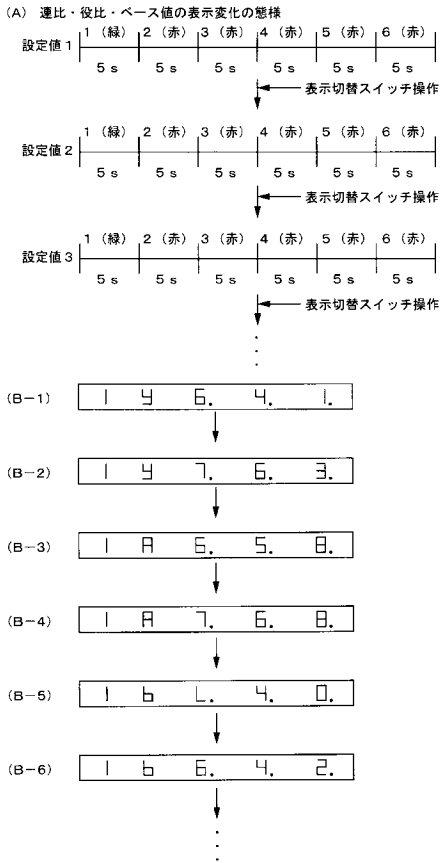 (A) 連比・役比・ベース値の表示変化の態様
設定値1
1(緑) 2(赤) 3(赤) 4(赤) 5(赤) 6(赤)
5s 5s 5s 5s 5s 5s
表示切替スイッチ操作
設定値2
1(緑) 2(赤) 3(赤) 4(赤) 5(赤) 6(赤)
5s 5s 5s 5s 5s 5s
表示切替スイッチ操作
設定値3
1(緑) 2(赤) 3(赤) 4(赤) 5(赤) 6(赤)
5s 5s 5s 5s 5s 5s
表示切替スイッチ操作
(B-1) 1 y 6. 4. 1.
(B-2) 1 y 7. 6. 3.
(B-3) 1 A 6. 5. 8.
(B-4) 1 A 7. 6. 8.
(B-5) 1 b L. 4. 0.
(B-6) 1 b 6. 4. 2.